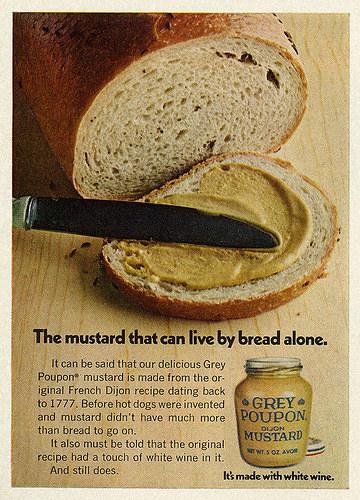 The mustard that can live by bread alone.
It can be said that our delicious Grey
Poupon® mustard is made from the or-
iginal French Dijon recipe dating back
to 1777. Before hot dogs were invented
and mustard didn't have much more
than bread to go on.
It also must be told that the original
recipe had a touch of white wine in it.
And still does.
GREY
POUPON
DIJON
MUSTARD
NET WT. 5 OZ. AVOIR
It's made with white wine.